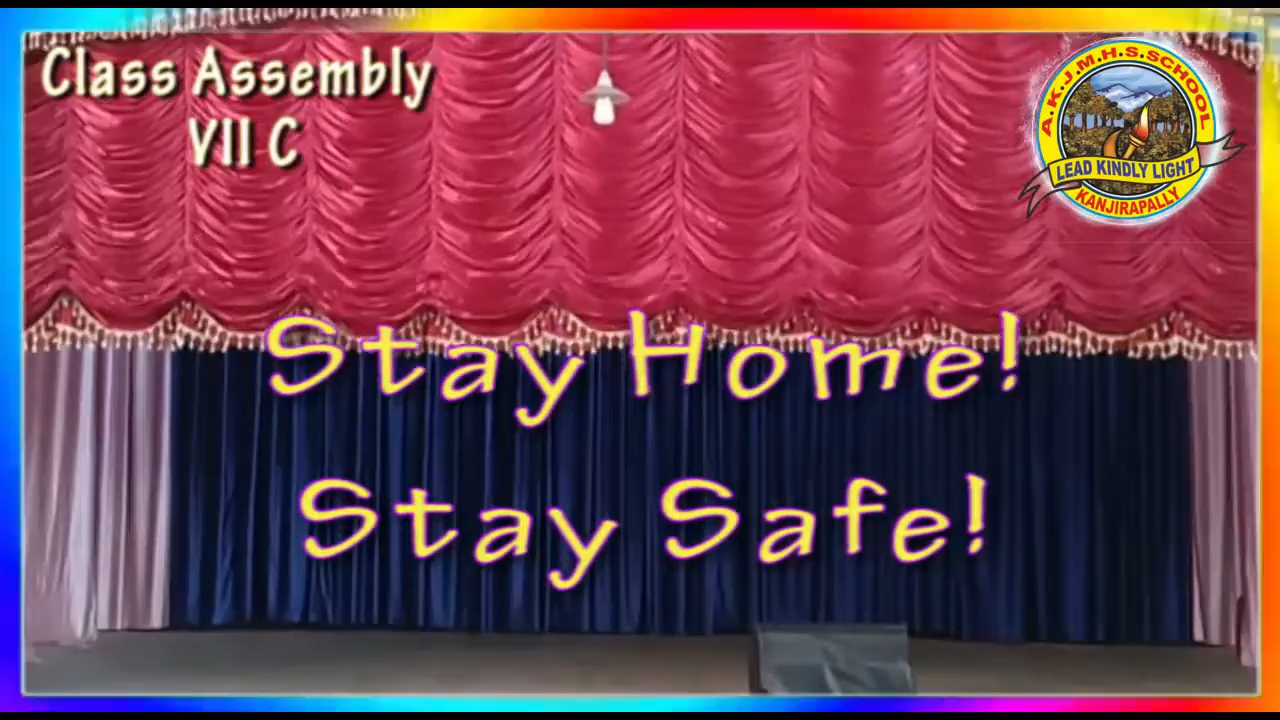 Class Assembly
VII C
A.K.J.M.H.S.SCHOOL
LEAD KINDLY LIGHT
KANJIRAPALLY
Stay Home!
Stay Safe!